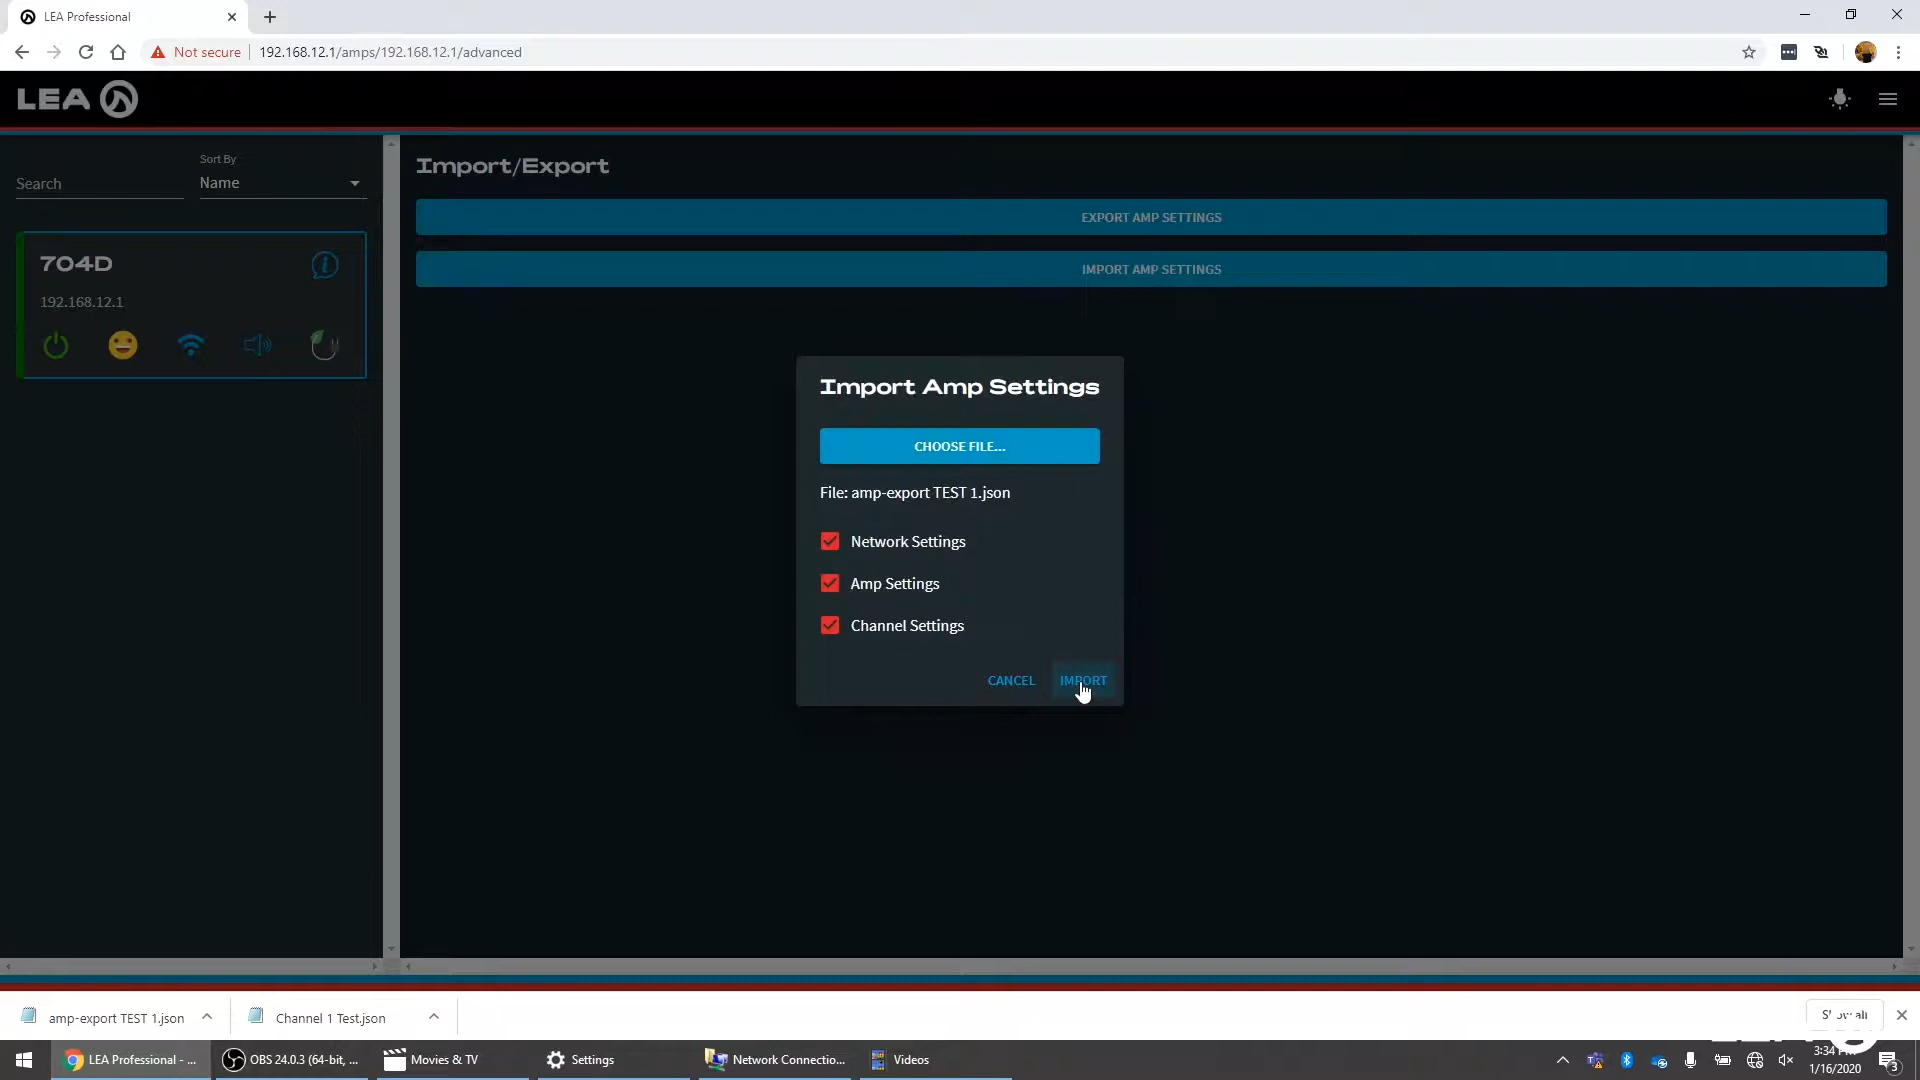 LEA Professional
Not secure
192.168.12.1/amps/192.168.12.1/advanced
LEA
Search
Sort By
Name
704D
192.168.12.1
Import/Export
EXPORT AMP SETTINGS
IMPORT AMP SETTINGS
Import Amp Settings
CHOOSE FILE...
File: amp-export TEST 1.json
Network Settings
Amp Settings
Channel Settings
CANCEL
IMPORT
amp-export TEST 1.json
Channel 1 Test.json
LEA Professional - ...
OBS 24.0.3 (64-bit, ...
Movies & TV
Settings
Network Connectio...
Videos
3:34
1/16/2020
3